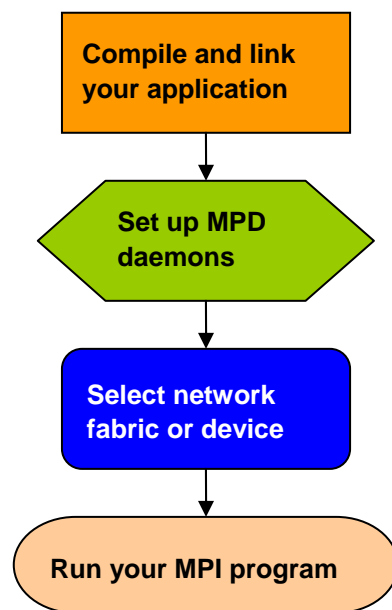 Compile and link
your application
Set up MPD
daemons
Select network
fabric or device
Run your MPI program